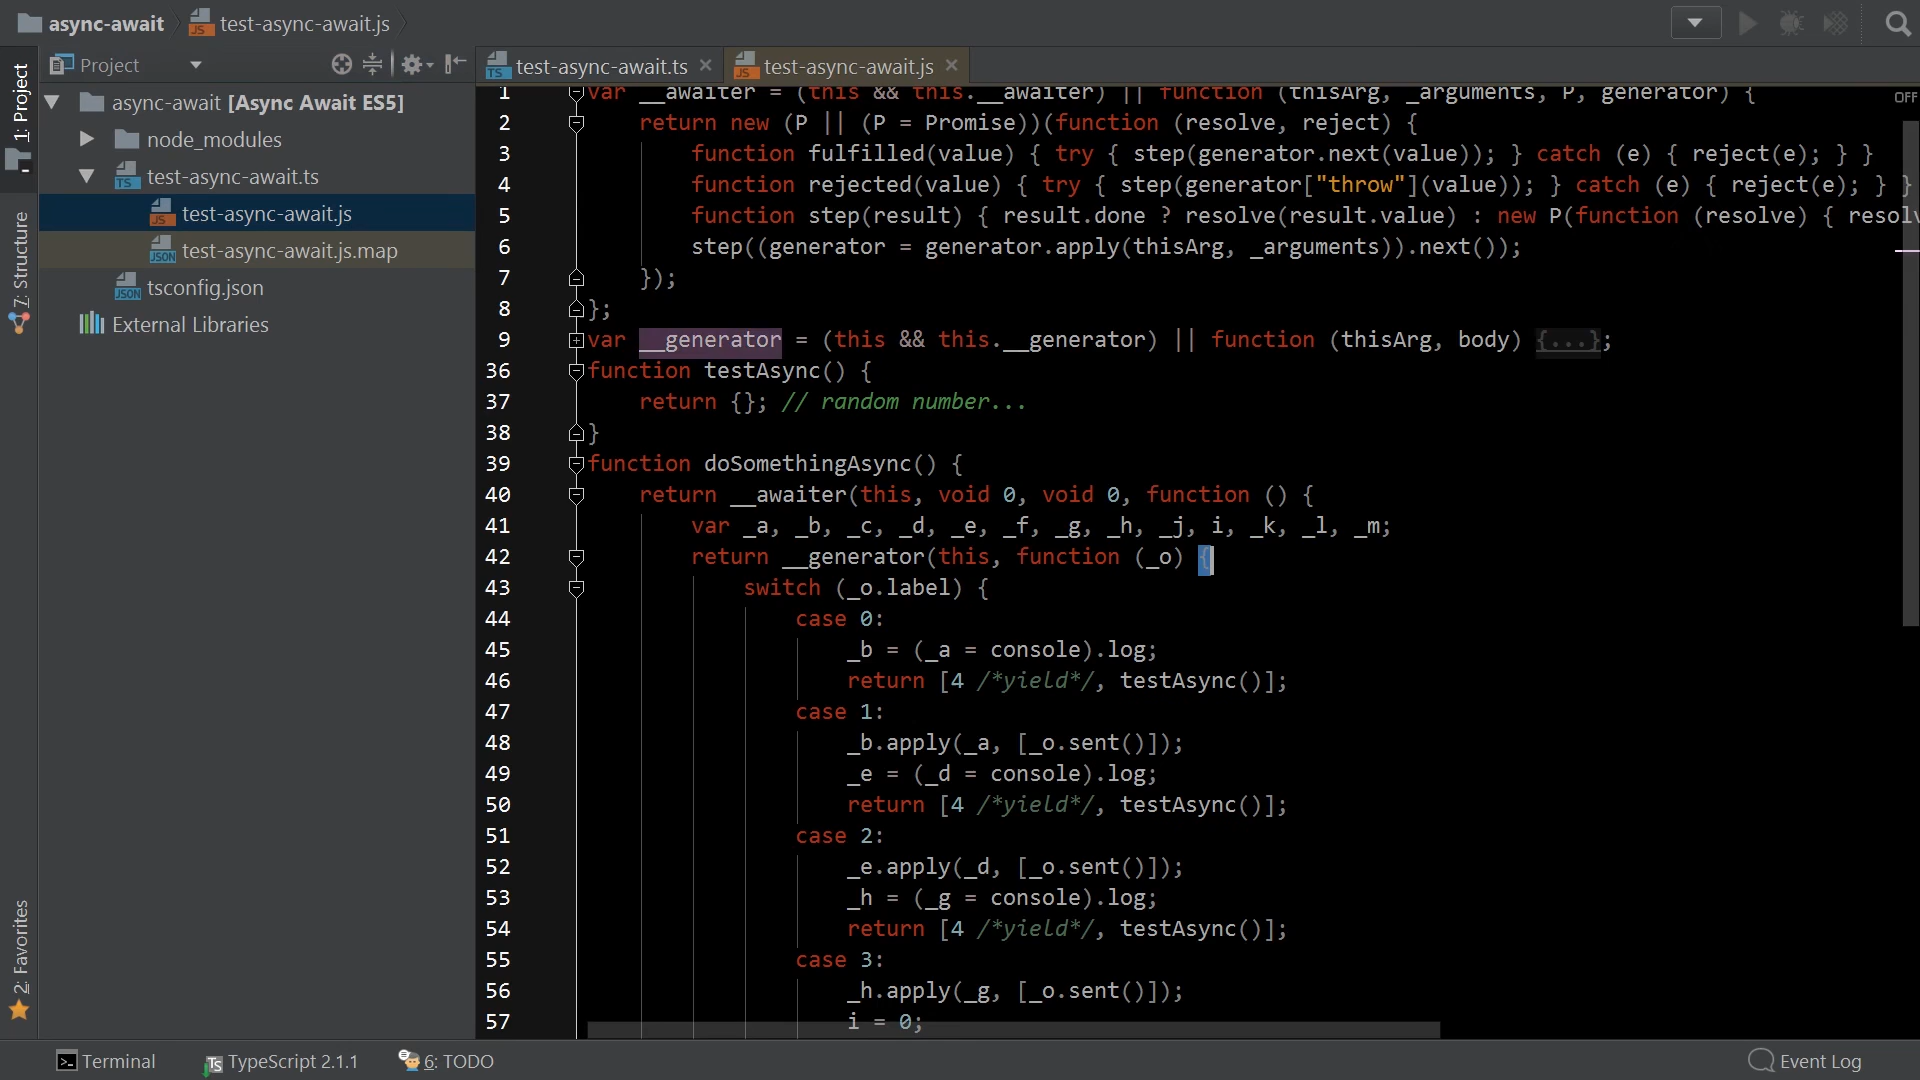 async-await
test-async-await.js
Project
test-async-await.ts
test-async-await.js
1: Project
7: Structure
2: Favorites
async-await [Async Await ES5]
node_modules
test-async-await.ts
test-async-await.js
test-async-await.js.map
tsconfig.json
External Libraries
OFF
1 var __awaiter = (this && this.__awaiter) || function (thisArg, _arguments, P, generator) {
2 return new (P || (P = Promise))(function (resolve, reject) {
3 function fulfilled(value) { try { step(generator.next(value)); } catch (e) { reject(e); } }
4 function rejected(value) { try { step(generator["throw"](value)); } catch (e) { reject(e); } }
5 function step(result) { result.done ? resolve(result.value) : new P(function (resolve) { resolv
6 step((generator = generator.apply(thisArg, _arguments)).next());
7 });
8 };
9 var __generator = (this && this.__generator) || function (thisArg, body) {...};
36 function testAsync() {
37 return {}; // random number...
38 }
39 function doSomethingAsync() {
40 return __awaiter(this, void 0, void 0, function () {
41 var _a, _b, _c, _d, _e, _f, _g, _h, _j, i, _k, _l, _m;
42 return __generator(this, function (_o) {
43 switch (_o.label) {
44 case 0:
45 _b = (_a = console).log;
46 return [4 /*yield*/, testAsync()];
47 case 1:
48 _b.apply(_a, [_o.sent()]);
49 _e = (_d = console).log;
50 return [4 /*yield*/, testAsync()];
51 case 2:
52 _e.apply(_d, [_o.sent()]);
53 _h = (_g = console).log;
54 return [4 /*yield*/, testAsync()];
55 case 3:
56 _h.apply(_g, [_o.sent()]);
57 i = 0;
Terminal
TypeScript 2.1.1
6: TODO
Event Log